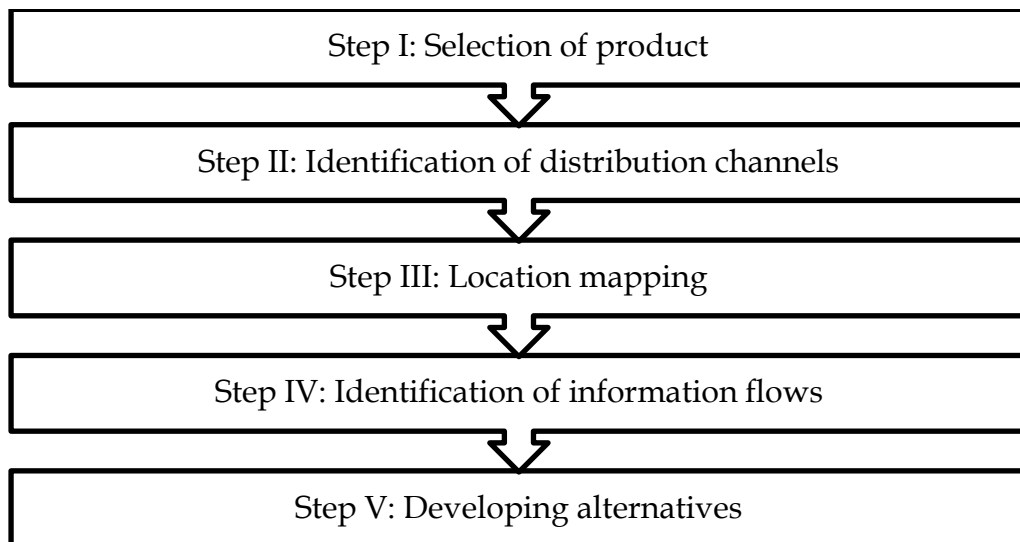 Step I: Selection of product
Step II: Identification of distribution channels
Step III: Location mapping
Step IV: Identification of information flows
Step V: Developing alternatives